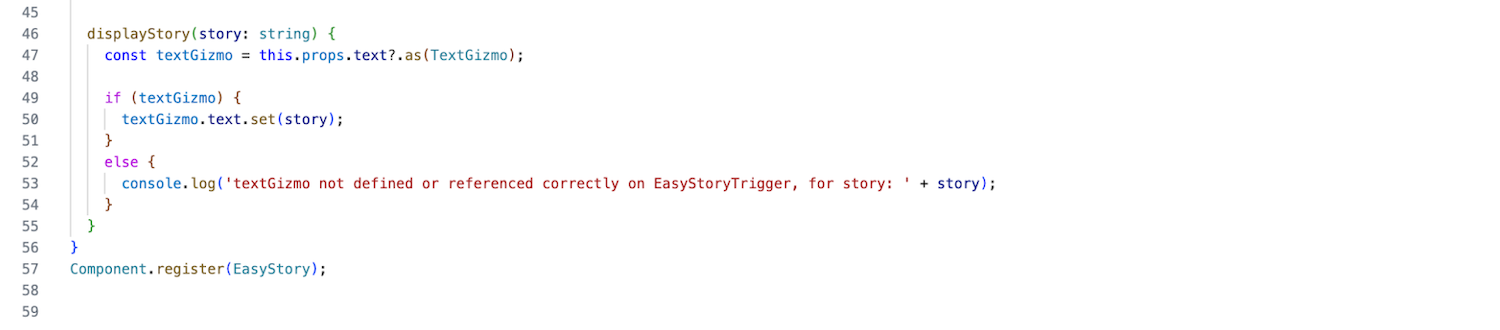 45
46 displayStory(story: string) {
47 const textGizmo = this.props.text?.as(TextGizmo);
48
49 if (textGizmo) {
50 textGizmo.text.set(story);
51 }
52 else {
53 console.log('textGizmo not defined or referenced correctly on EasyStoryTrigger, for story: ' + story);
54 }
55 }
56 }
57 Component.register(EasyStory);
58
59